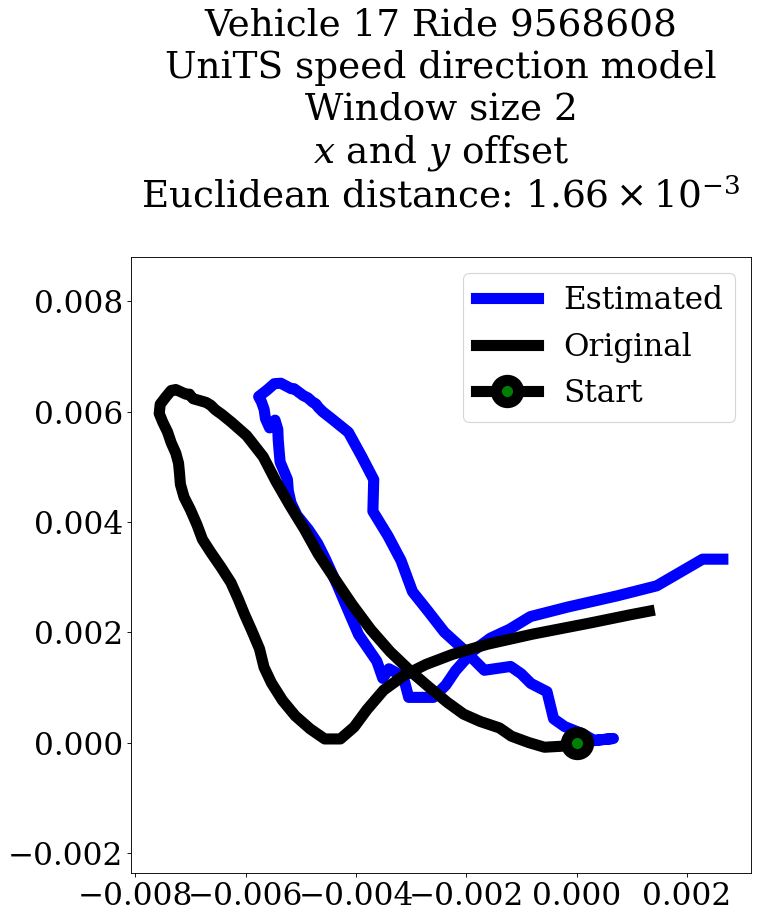 Vehicle 17 Ride 9568608
UniTS speed direction model
Window size 2
x and y offset
Euclidean distance: 1.66 × 10⁻³
Estimated
Original
Start
0.008
0.006
0.004
0.002
0.000
−0.002
−0.008 −0.006 −0.004 −0.002 0.000 0.002